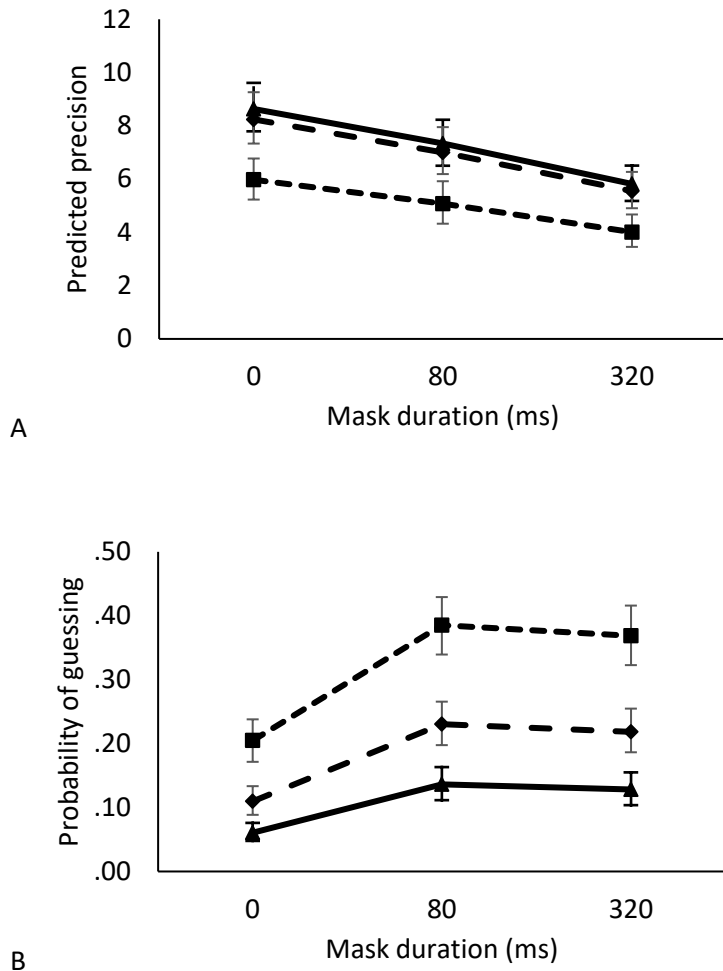 Predicted precision
12
10
8
6
4
2
0
0 80 320
Mask duration (ms)
A
Probability of guessing
.50
.40
.30
.20
.10
.00
0 80 320
Mask duration (ms)
B